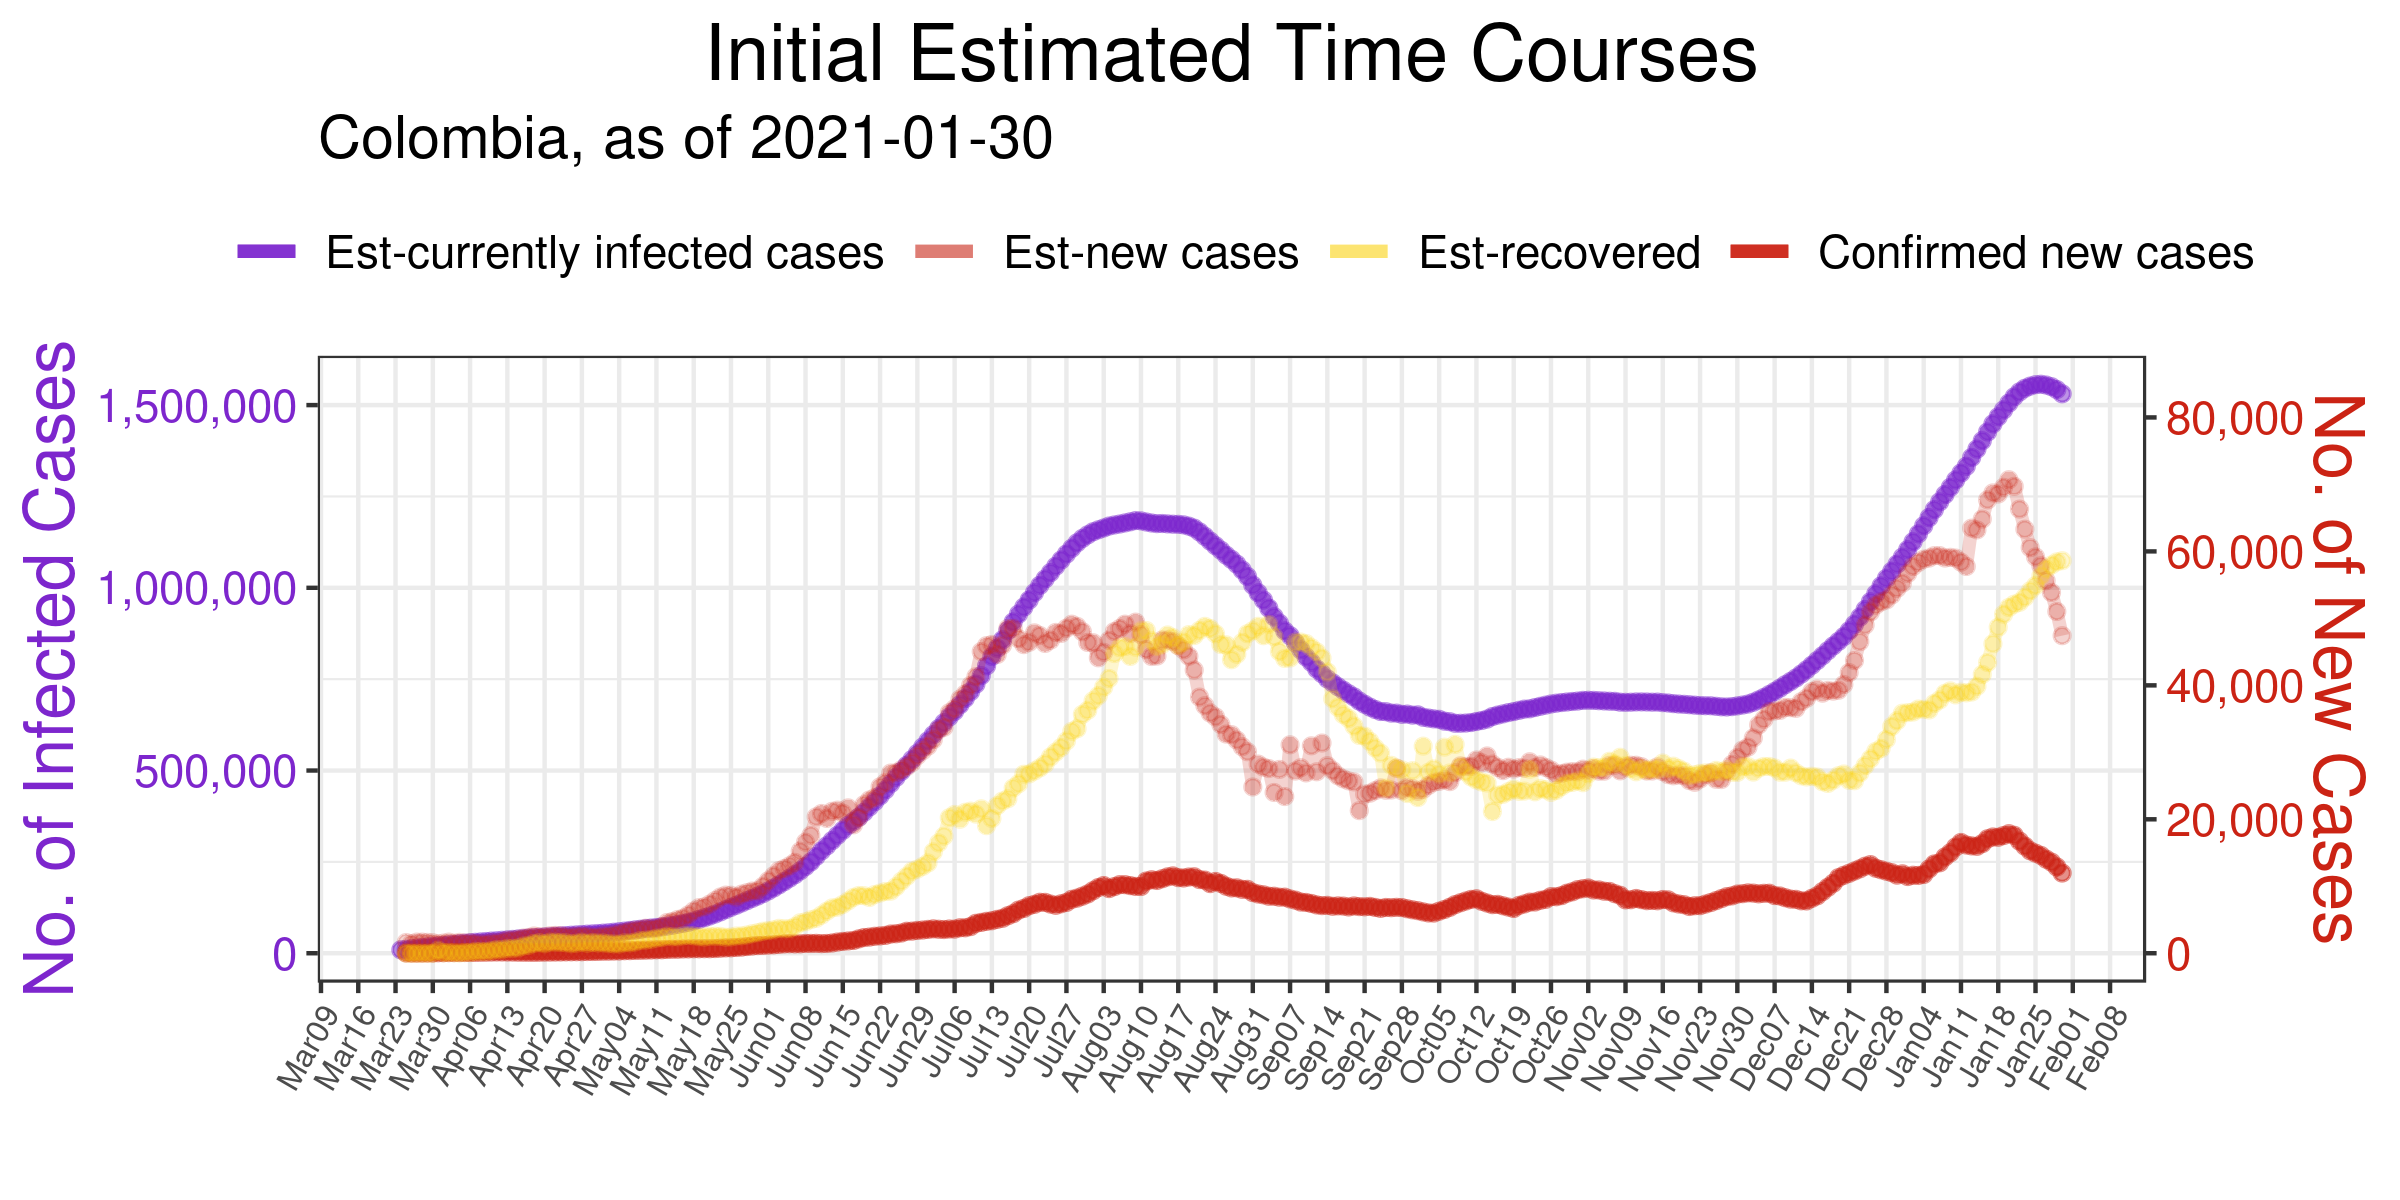 Initial Estimated Time Courses
Colombia, as of 2021-01-30
Est-currently infected cases
Est-new cases
Est-recovered
Confirmed new cases
No. of Infected Cases
1,500,000
1,000,000
500,000
0
80,000
60,000
40,000
20,000
0
No. of New Cases
Mar09
Mar16
Mar23
Mar30
Apr06
Apr13
Apr20
Apr27
May04
May11
May18
May25
Jun01
Jun08
Jun15
Jun22
Jun29
Jul06
Jul13
Jul20
Jul27
Aug03
Aug10
Aug17
Aug24
Aug31
Sep07
Sep14
Sep21
Sep28
Oct05
Oct12
Oct19
Oct26
Nov02
Nov09
Nov16
Nov23
Nov30
Dec07
Dec14
Dec21
Dec28
Jan04
Jan11
Jan18
Jan25
Feb01
Feb08